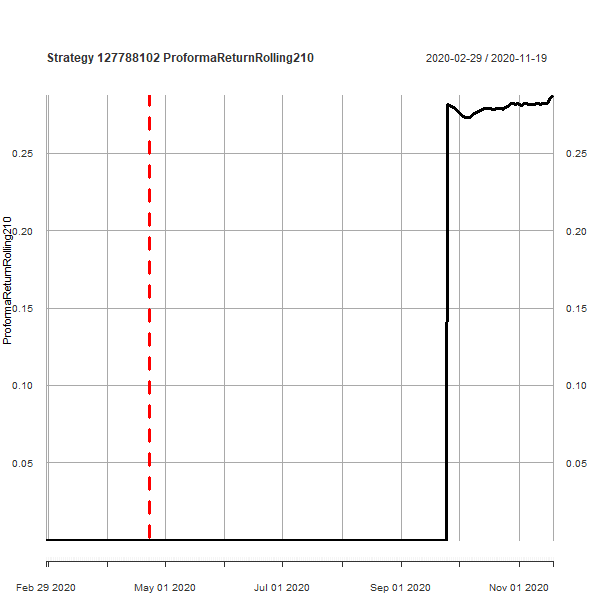 Strategy 127788102 ProformaReturnRolling210
2020-02-29 / 2020-11-19
ProformaReturnRolling210
0.25 0.25
0.20 0.20
0.15 0.15
0.10 0.10
0.05 0.05
Feb 29 2020 May 01 2020 Jul 01 2020 Sep 01 2020 Nov 01 2020